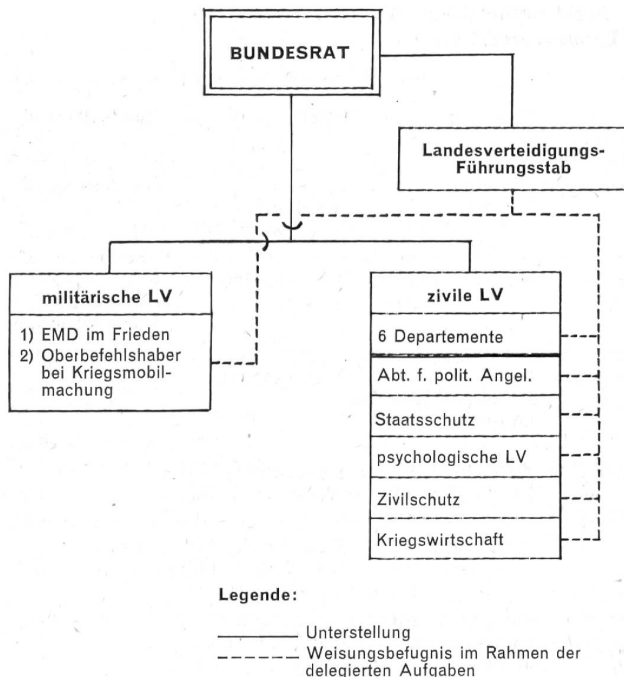 BUNDESRAT
Landesverteidigungs-
Führungsstab
militärische LV
1) EMD im Frieden
2) Oberbefehlshaber
bei Kriegsmobil-
machung
zivile LV
6 Departemente
Abt. f. polit. Angel.
Staatsschutz
psychologische LV
Zivilschutz
Kriegswirtschaft
Legende:
Unterstellung
Weisungsbefugnis im Rahmen der
delegierten Aufgaben